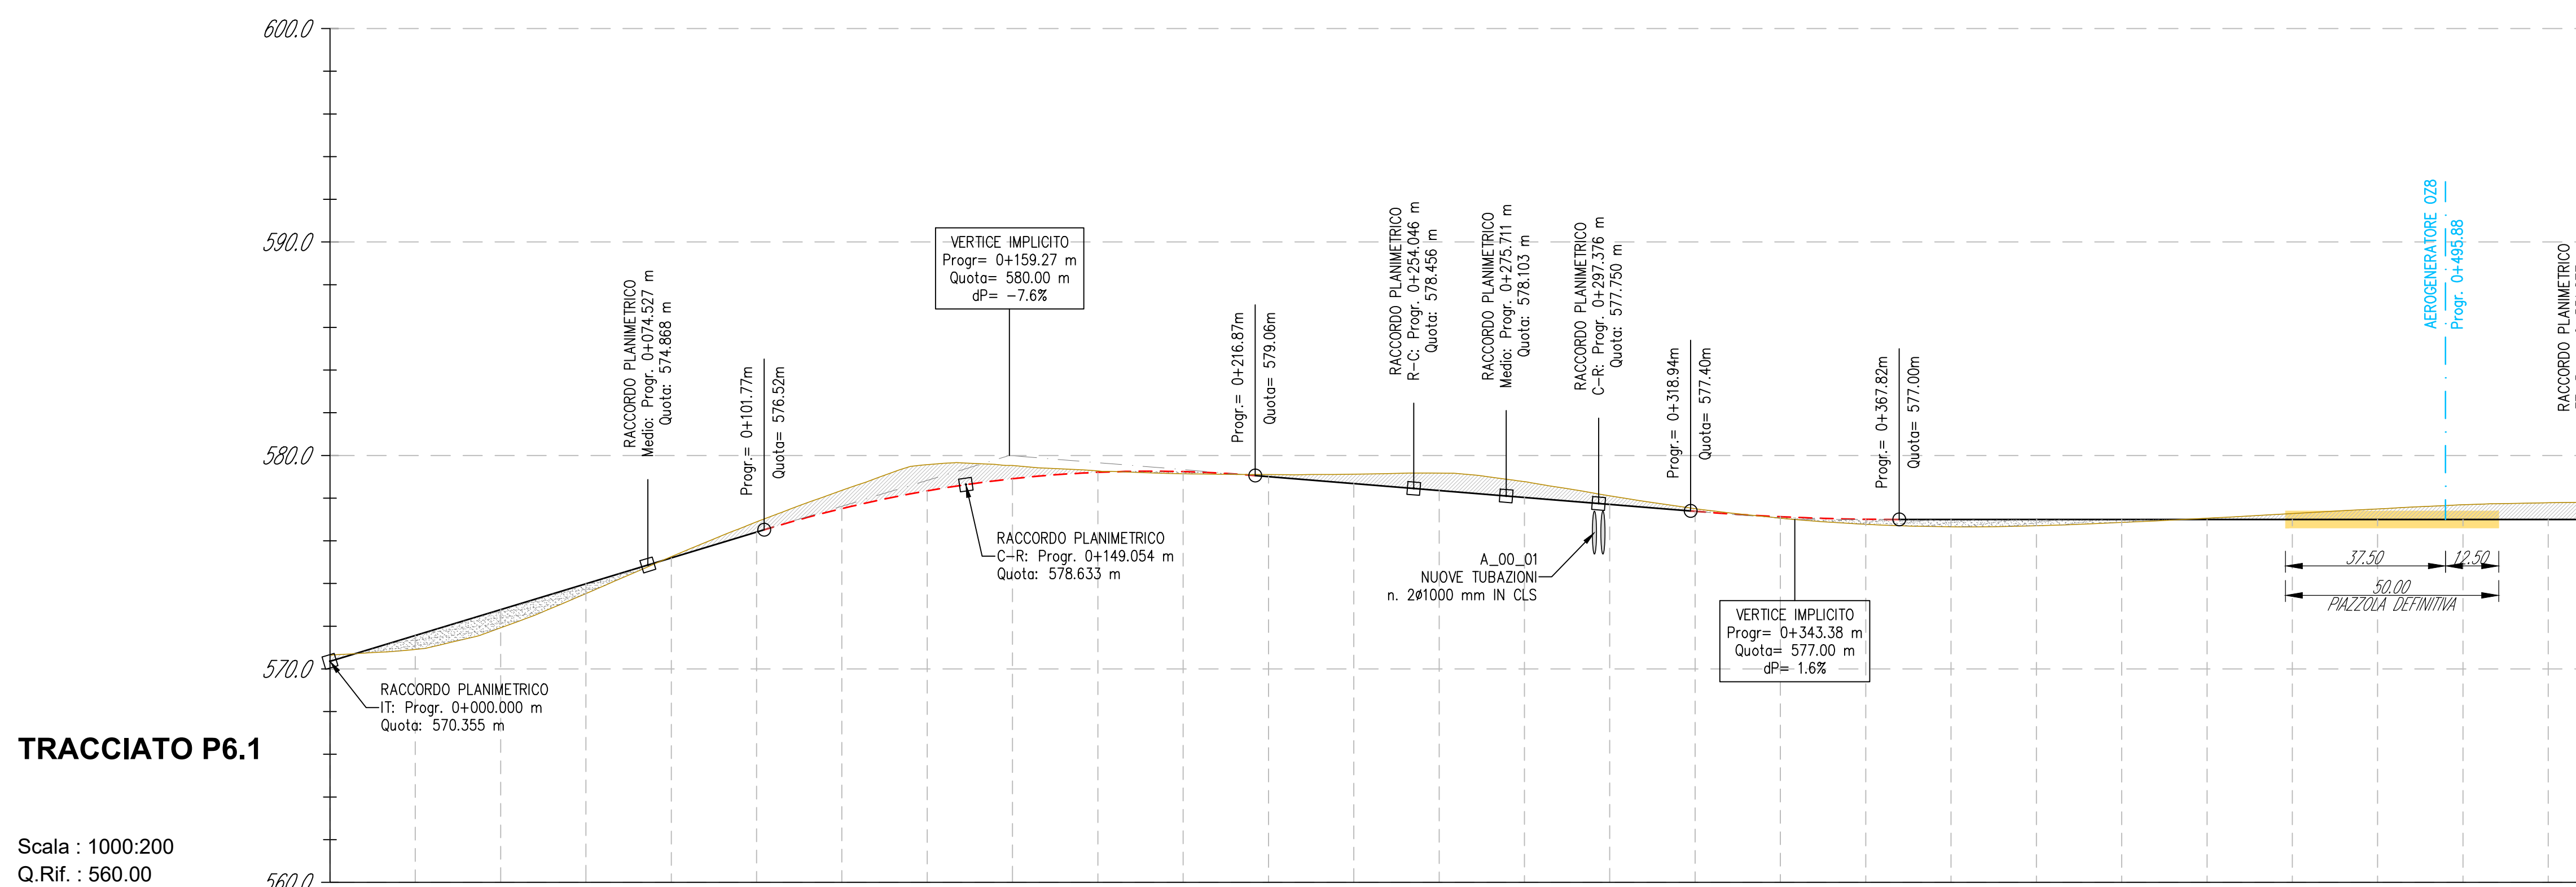 600.0
590.0
580.0
570.0
560.0
TRACCIATO P6.1
Scala : 1000:200
Q.Rif. : 560.00
RACCORDO PLANIMETRICO
IT: Progr. 0+000.000 m
Quota: 570.355 m
RACCORDO PLANIMETRICO
Medio: Progr. 0+074.527 m
Quota: 574.868 m
Progr.= 0+101.77m
Quota= 576.52m
VERTICE IMPLICITO
Progr= 0+159.27 m
Quota= 580.00 m
dP= -7.6%
RACCORDO PLANIMETRICO
C-R: Progr. 0+149.054 m
Quota: 578.633 m
Progr.= 0+216.87m
Quota= 579.06m
RACCORDO PLANIMETRICO
R-C: Progr. 0+254.046 m
Quota: 578.456 m
RACCORDO PLANIMETRICO
Medio: Progr. 0+275.711 m
Quota: 578.103 m
RACCORDO PLANIMETRICO
C-R: Progr. 0+297.376 m
Quota: 577.750 m
A_00_01
NUOVE TUBAZIONI
n. 2ø1000 mm IN CLS
Progr.= 0+318.94m
Quota= 577.40m
VERTICE IMPLICITO
Progr= 0+343.38 m
Quota= 577.00 m
dP= 1.6%
Progr.= 0+367.82m
Quota= 577.00m
AEROGENERATORE OZ8
Progr. 0+495.88
37.50
12.50
50.00
PIAZZOLA DEFINITIVA
RACCORDO PLANIMETRICO